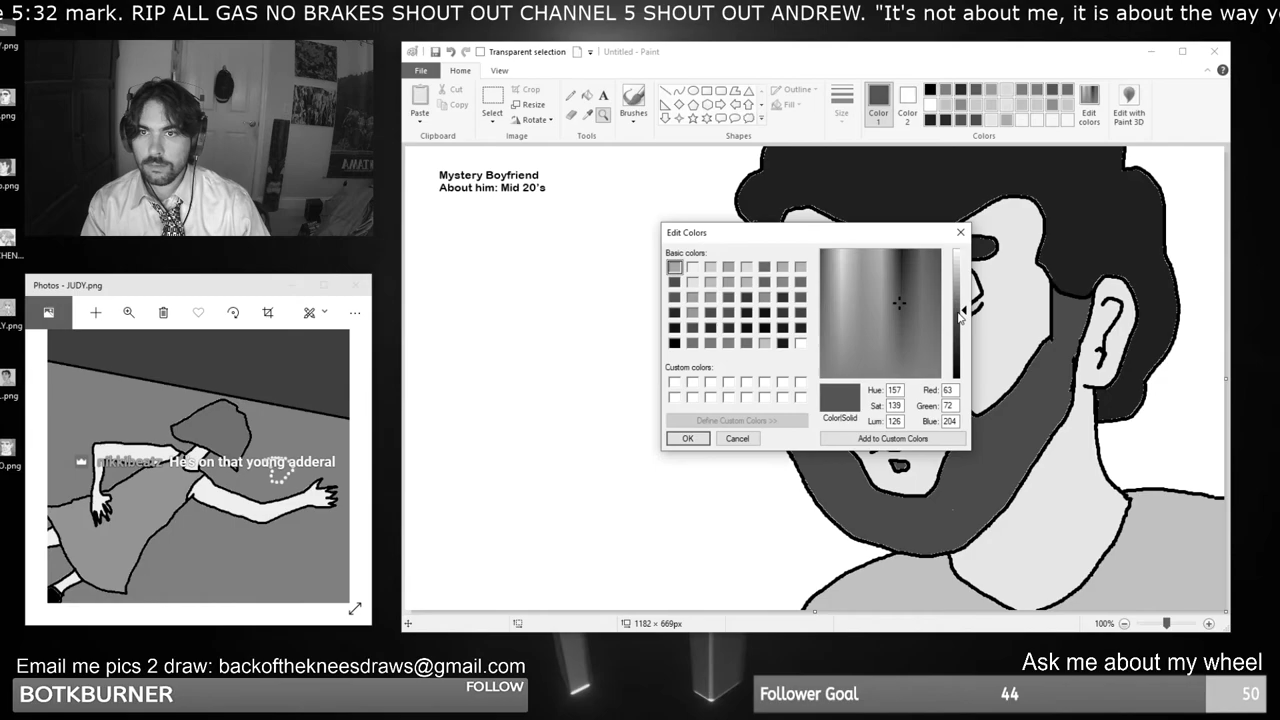 5:32 mark. RIP ALL GAS NO BRAKES SHOUT OUT CHANNEL 5 SHOUT OUT ANDREW. "It's not about me, it is about the way
Transparent selection
Untitled - Paint
File
Home
View
Paste
Cut
Copy
Clipboard
Select
Crop
Resize
Rotate
Image
Tools
Brushes
Shapes
Outline
Fill
Size
Color 1
Color 2
Edit colors
Edit with Paint 3D
Colors
Mystery Boyfriend
About him: Mid 20's
Edit Colors
Basic colors:
Custom colors:
Define Custom Colors >>
OK
Cancel
Color|Solid
Hue: 157
Sat: 139
Lum: 126
Red: 63
Green: 72
Blue: 204
Add to Custom Colors
1182 × 669px
100%
Photos - JUDY.png
nikkibeatz He's on that young adderal
Email me pics 2 draw: backofthekneesdraws@gmail.com
BOTKBURNER
FOLLOW
Ask me about my wheel
Follower Goal
44
50